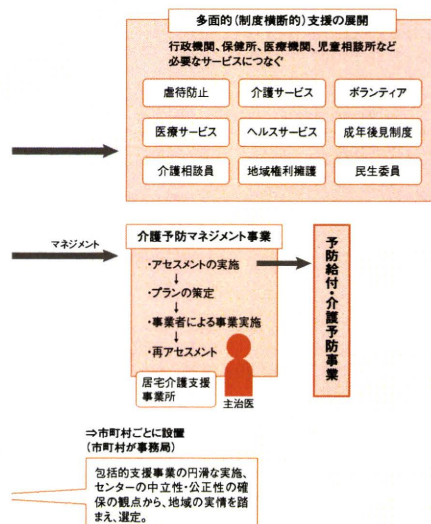 多面的(制度横断的)支援の展開
行政機関、保健所、医療機関、児童相談所など
必要なサービスにつなぐ
虐待防止
介護サービス
ボランティア
医療サービス
ヘルスサービス
成年後見制度
介護相談員
地域権利擁護
民生委員
マネジメント
介護予防マネジメント事業
・アセスメントの実施
↓
・プランの策定
↓
・事業者による事業実施
↓
・再アセスメント
居宅介護支援
事業所
主治医
予防給付・介護予防事業
⇒市町村ごとに設置
(市町村が事務局)
包括的支援事業の円滑な実施、
センターの中立性・公正性の確
保の観点から、地域の実情を踏
まえ、選定。